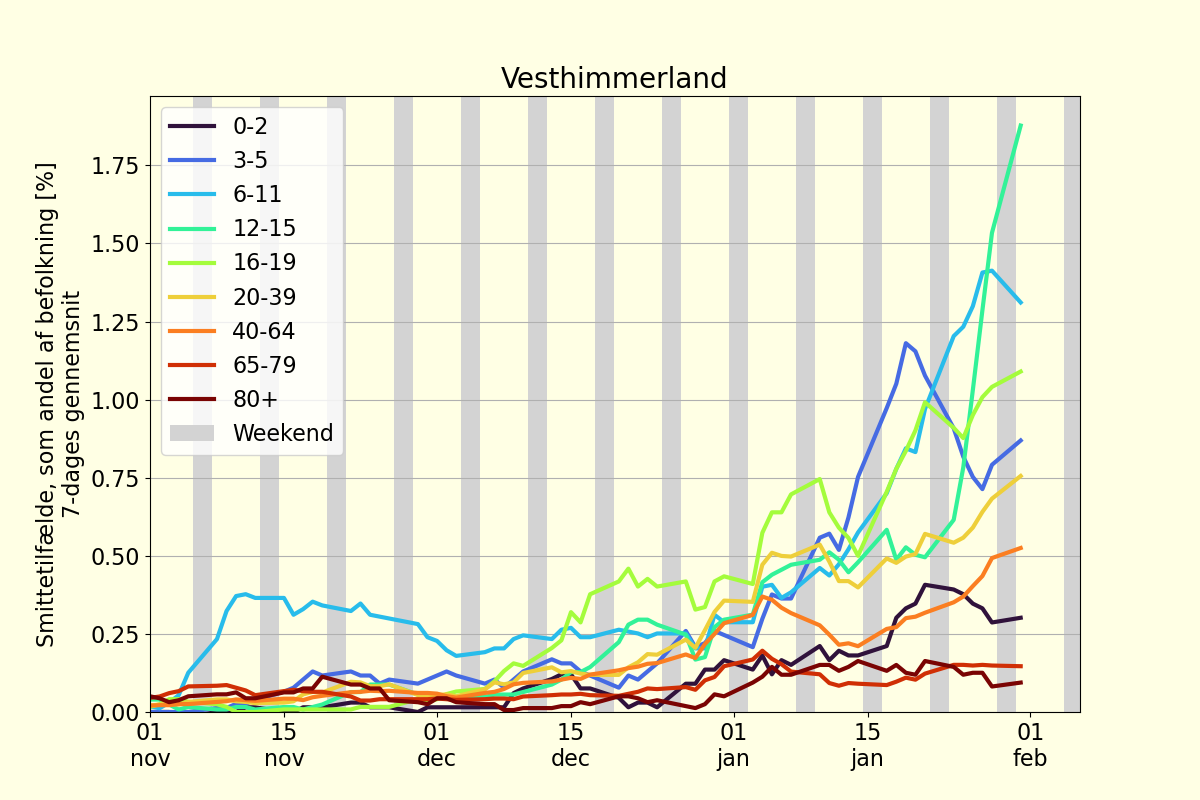 Vesthimmerland
Smittetilfælde, som andel af befolkning [%]
7-dages gennemsnit
1.75
1.50
1.25
1.00
0.75
0.50
0.25
0.00
0-2
3-5
6-11
12-15
16-19
20-39
40-64
65-79
80+
Weekend
01 15 01 15 01 15 01
nov nov dec dec jan jan feb